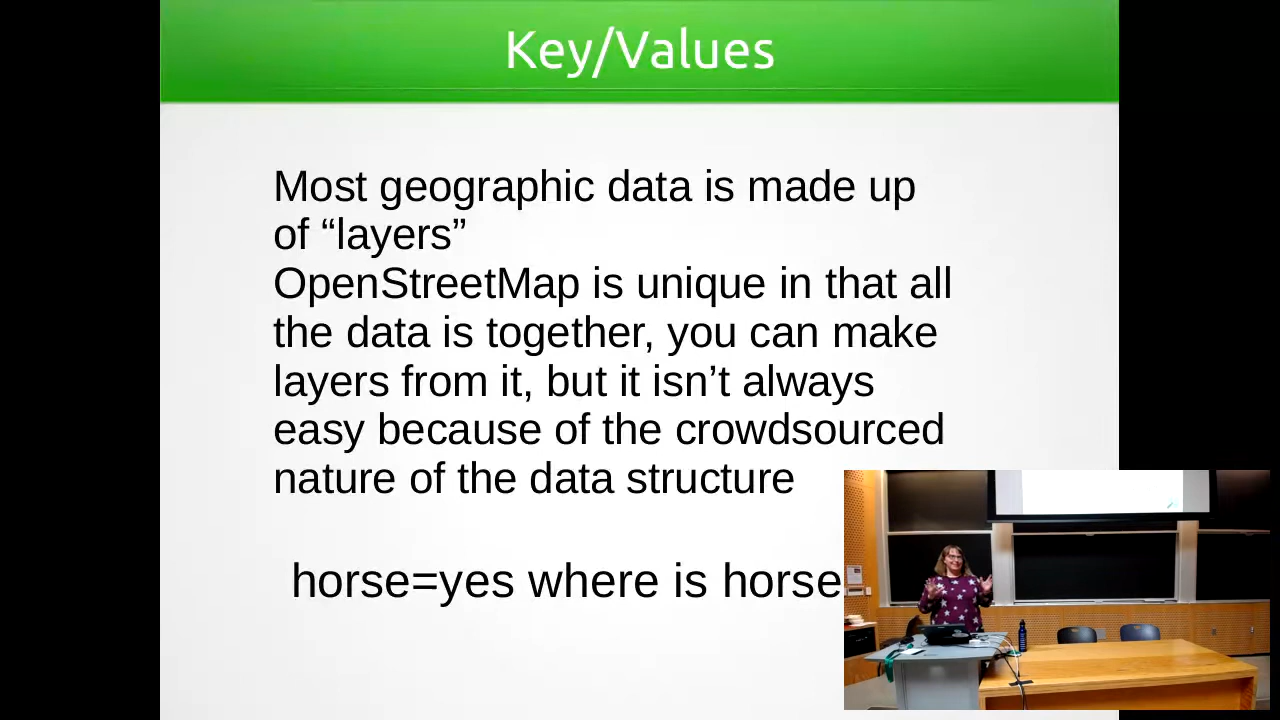 Key/Values
Most geographic data is made up
of “layers”
OpenStreetMap is unique in that all
the data is together, you can make
layers from it, but it isn’t always
easy because of the crowdsourced
nature of the data structure
horse=yes where is horse